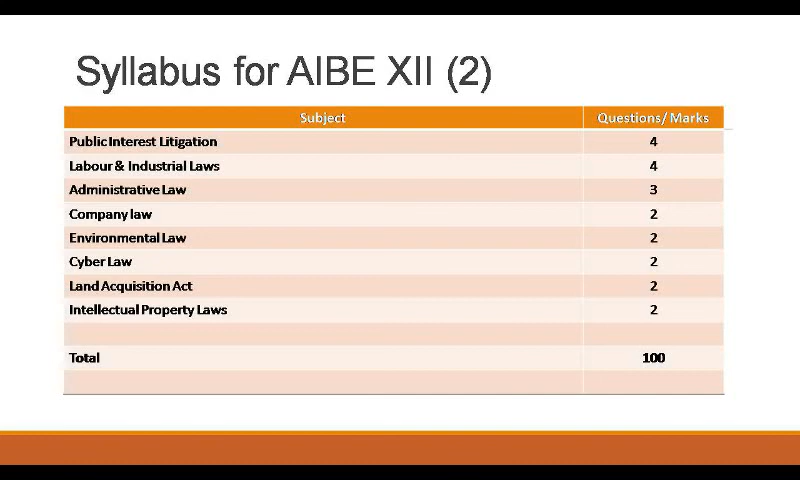 Syllabus for AIBE XII (2)
Subject Questions/ Marks
Public Interest Litigation 4
Labour & Industrial Laws 4
Administrative Law 3
Company law 2
Environmental Law 2
Cyber Law 2
Land Acquisition Act 2
Intellectual Property Laws 2
Total 100